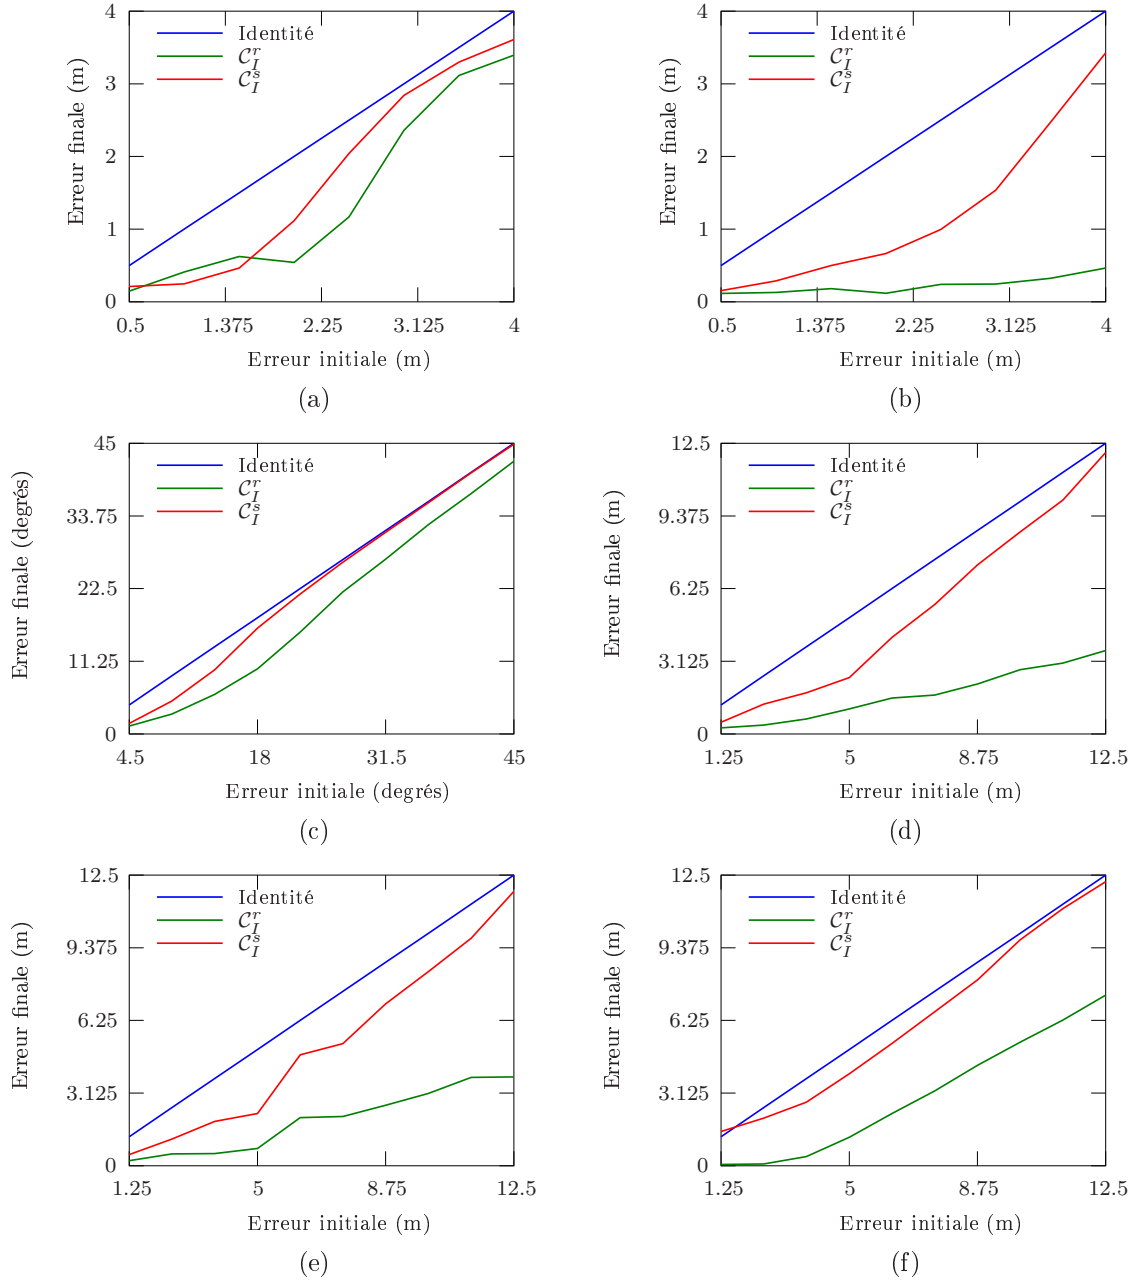 4
3
2
1
0
0.5 1.375 2.25 3.125 4
Erreur finale (m)
Erreur initiale (m)
Identité
C_I^r
C_I^s
(a)
4
3
2
1
0
0.5 1.375 2.25 3.125 4
Erreur finale (m)
Erreur initiale (m)
Identité
C_I^r
C_I^s
(b)
45
33.75
22.5
11.25
0
4.5 18 31.5 45
Erreur finale (degrés)
Erreur initiale (degrés)
Identité
C_I^r
C_I^s
(c)
12.5
9.375
6.25
3.125
0
1.25 5 8.75 12.5
Erreur finale (m)
Erreur initiale (m)
Identité
C_I^r
C_I^s
(d)
12.5
9.375
6.25
3.125
0
1.25 5 8.75 12.5
Erreur finale (m)
Erreur initiale (m)
Identité
C_I^r
C_I^s
(e)
12.5
9.375
6.25
3.125
0
1.25 5 8.75 12.5
Erreur finale (m)
Erreur initiale (m)
Identité
C_I^r
C_I^s
(f)